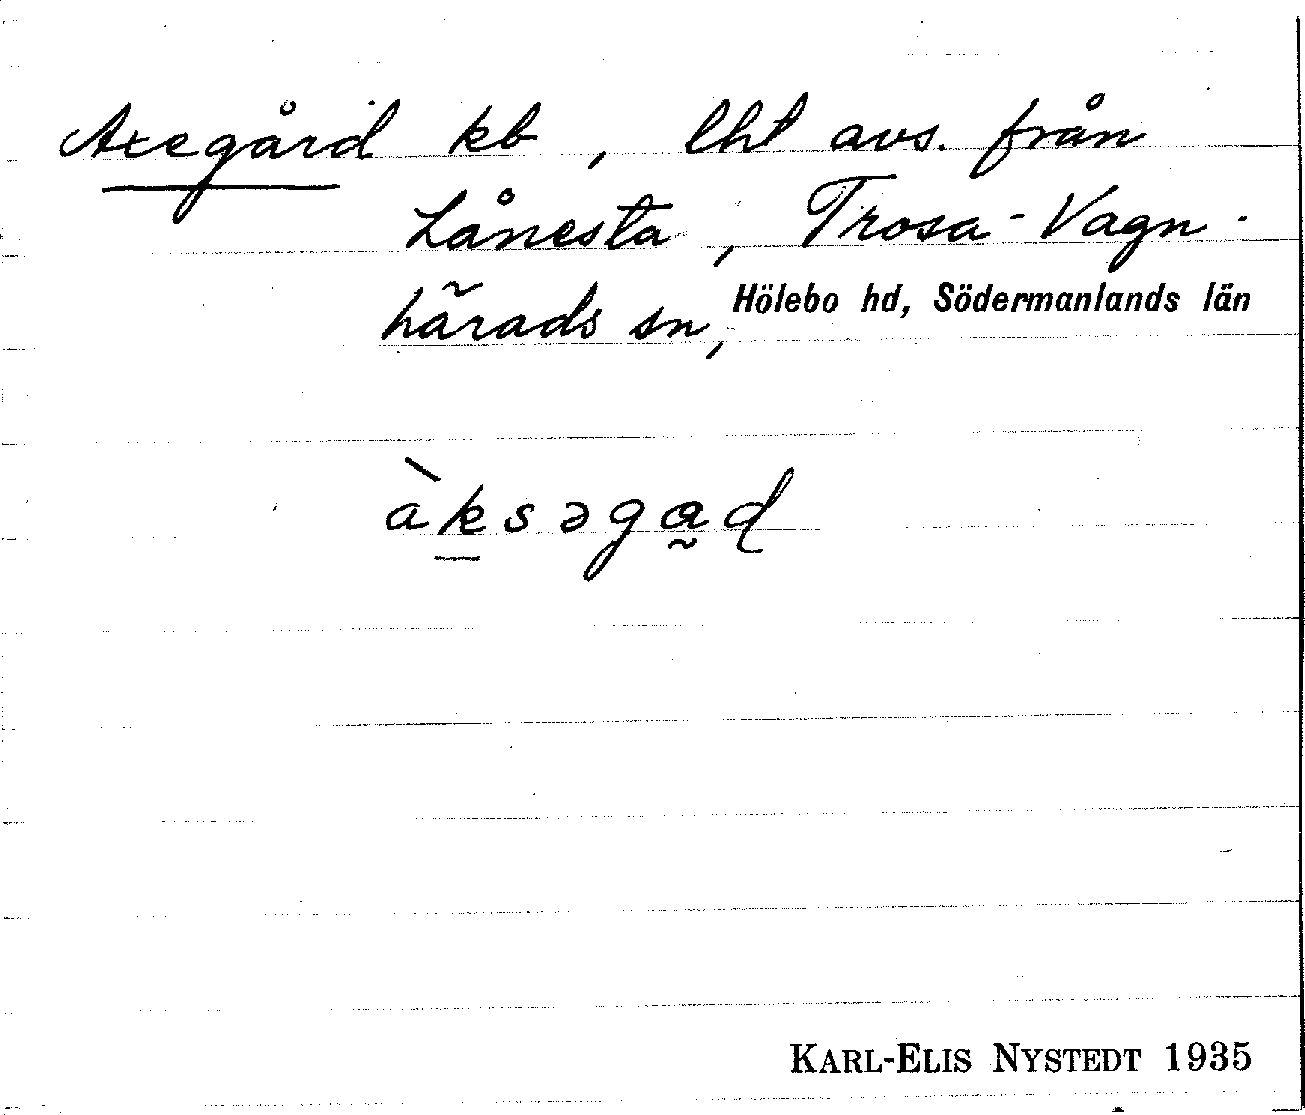 Axegård kb, lht avs. från
Lånesta, Trosa-Vagn-
härads sn, Hölebo hd, Södermanlands län
àksəgad
KARL-ELIS NYSTEDT 1935